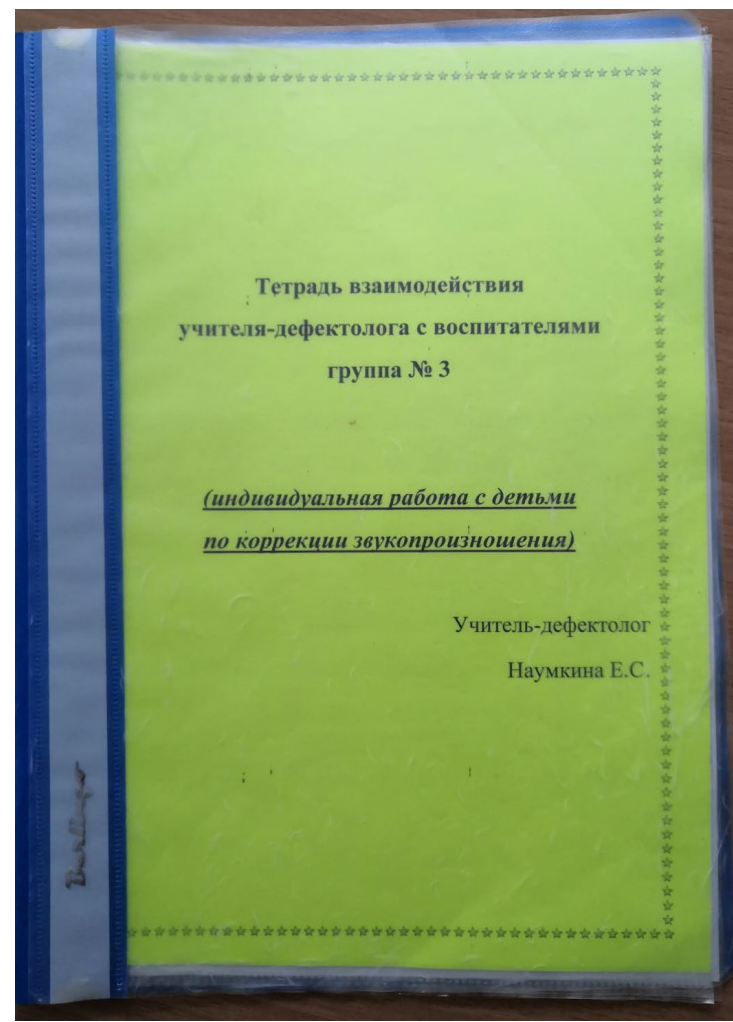 Тетрадь взаимодействия
учителя-дефектолога с воспитателями
группа № 3
(индивидуальная работа с детьми
по коррекции звукопроизношения)
Учитель-дефектолог
Наумкина Е.С.